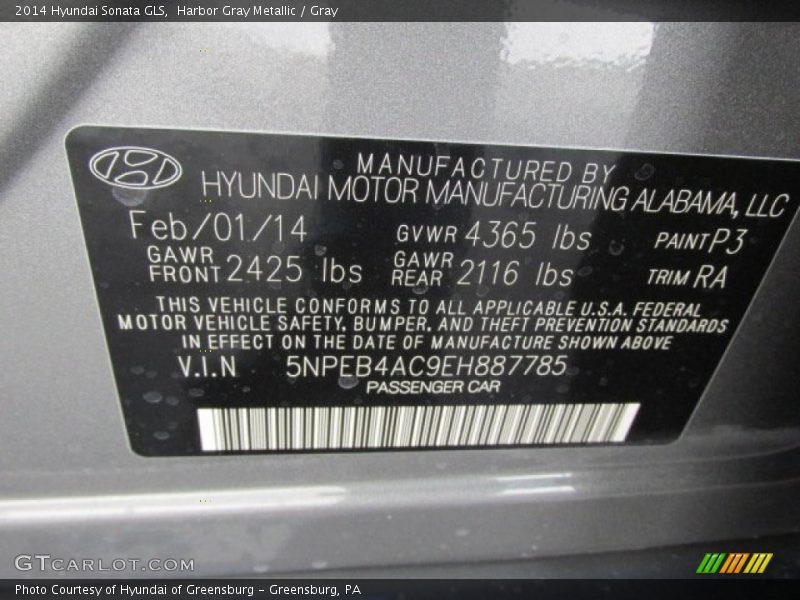 2014 Hyundai Sonata GLS, Harbor Gray Metallic / Gray
MANUFACTURED BY
HYUNDAI MOTOR MANUFACTURING ALABAMA, LLC
Feb/01/14 GVWR 4365 lbs PAINT P3
GAWR FRONT 2425 lbs GAWR REAR 2116 lbs TRIM RA
THIS VEHICLE CONFORMS TO ALL APPLICABLE U.S.A. FEDERAL
MOTOR VEHICLE SAFETY, BUMPER, AND THEFT PREVENTION STANDARDS
IN EFFECT ON THE DATE OF MANUFACTURE SHOWN ABOVE
V.I.N 5NPEB4AC9EH887785
PASSENGER CAR
GTCARLOT.COM
Photo Courtesy of Hyundai of Greensburg - Greensburg, PA